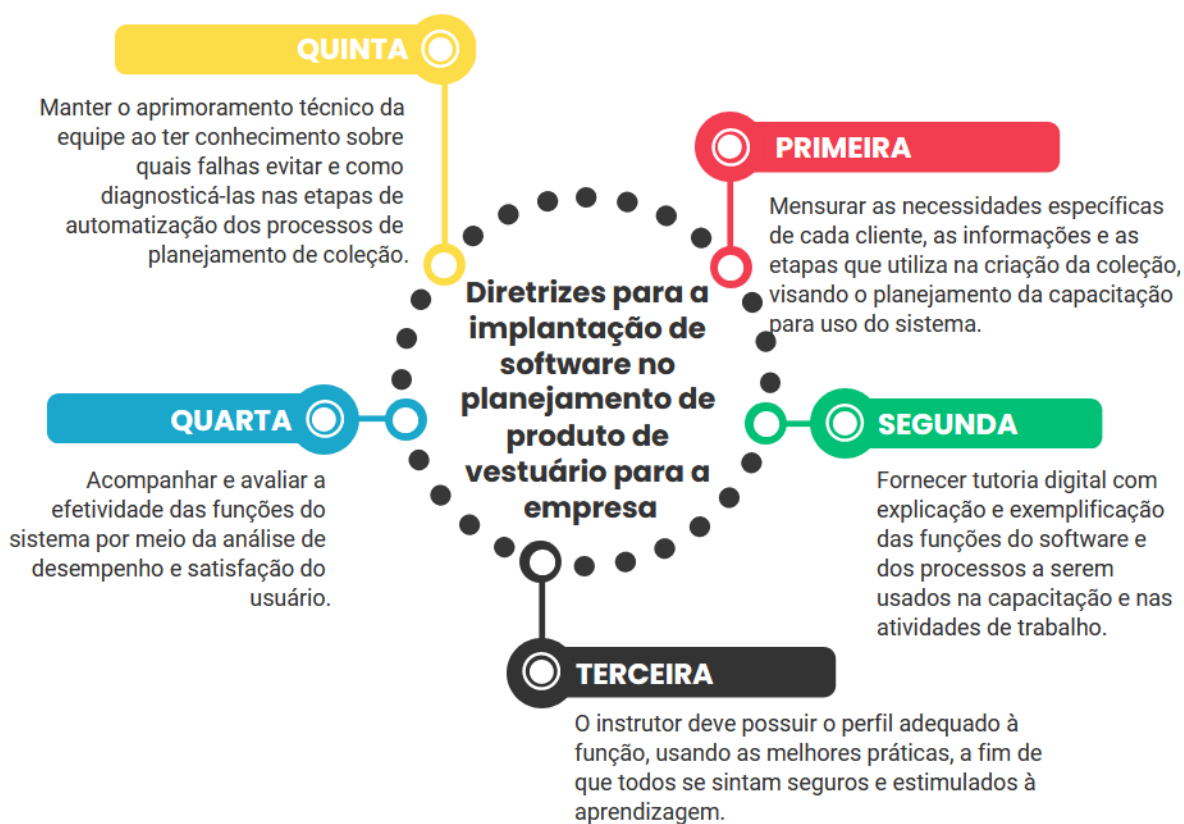 Diretrizes para a
implantação de
software no
planejamento de
produto de
vestuário para a
empresa
PRIMEIRA
Mensurar as necessidades específicas
de cada cliente, as informações e as
etapas que utiliza na criação da coleção,
visando o planejamento da capacitação
para uso do sistema.
SEGUNDA
Fornecer tutoria digital com
explicação e exemplificação
das funções do software e
dos processos a serem
usados na capacitação e nas
atividades de trabalho.
TERCEIRA
O instrutor deve possuir o perfil adequado à
função, usando as melhores práticas, a fim de
que todos se sintam seguros e estimulados à
aprendizagem.
QUARTA
Acompanhar e avaliar a
efetividade das funções do
sistema por meio da análise de
desempenho e satisfação do
usuário.
QUINTA
Manter o aprimoramento técnico da
equipe ao ter conhecimento sobre
quais falhas evitar e como
diagnosticá-las nas etapas de
automatização dos processos de
planejamento de coleção.